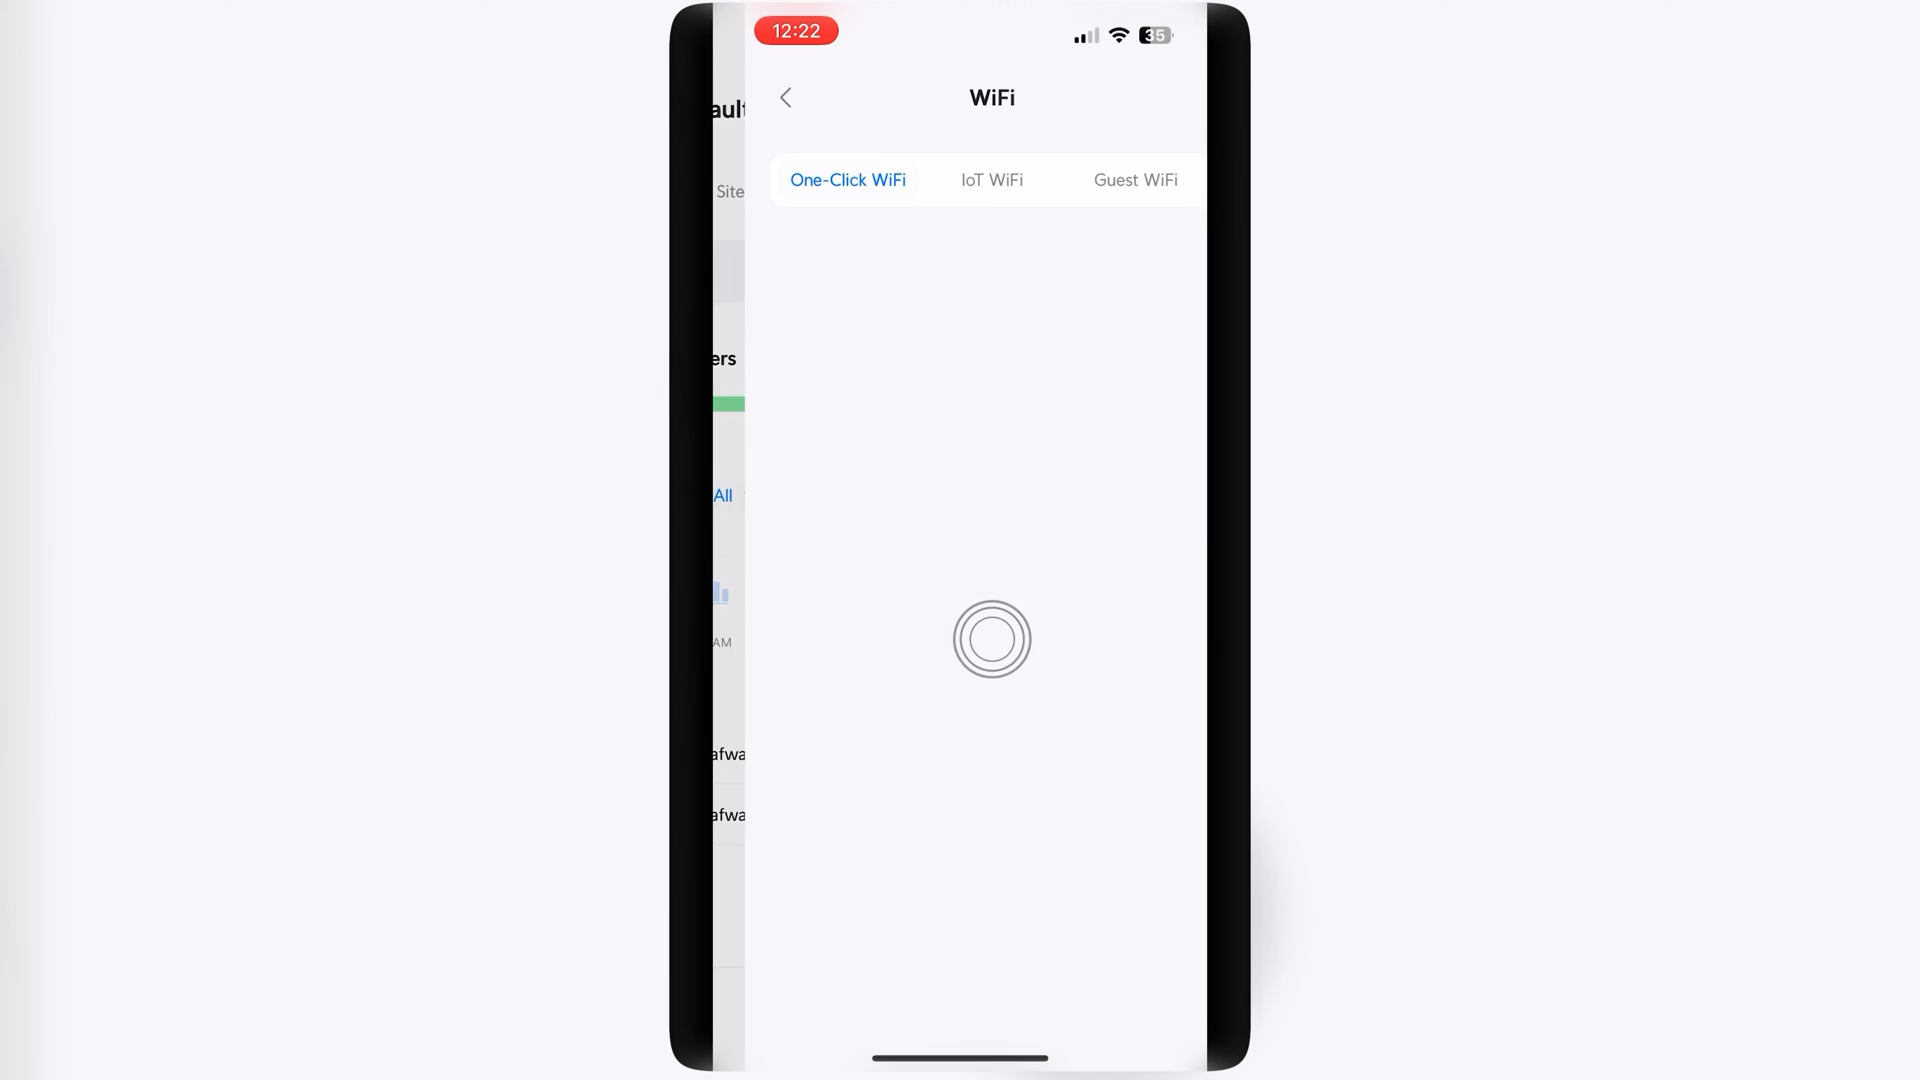 12:22
35
WiFi
One-Click WiFi
IoT WiFi
Guest WiFi
ault
Site
ers
All
AM
afwa
afwa